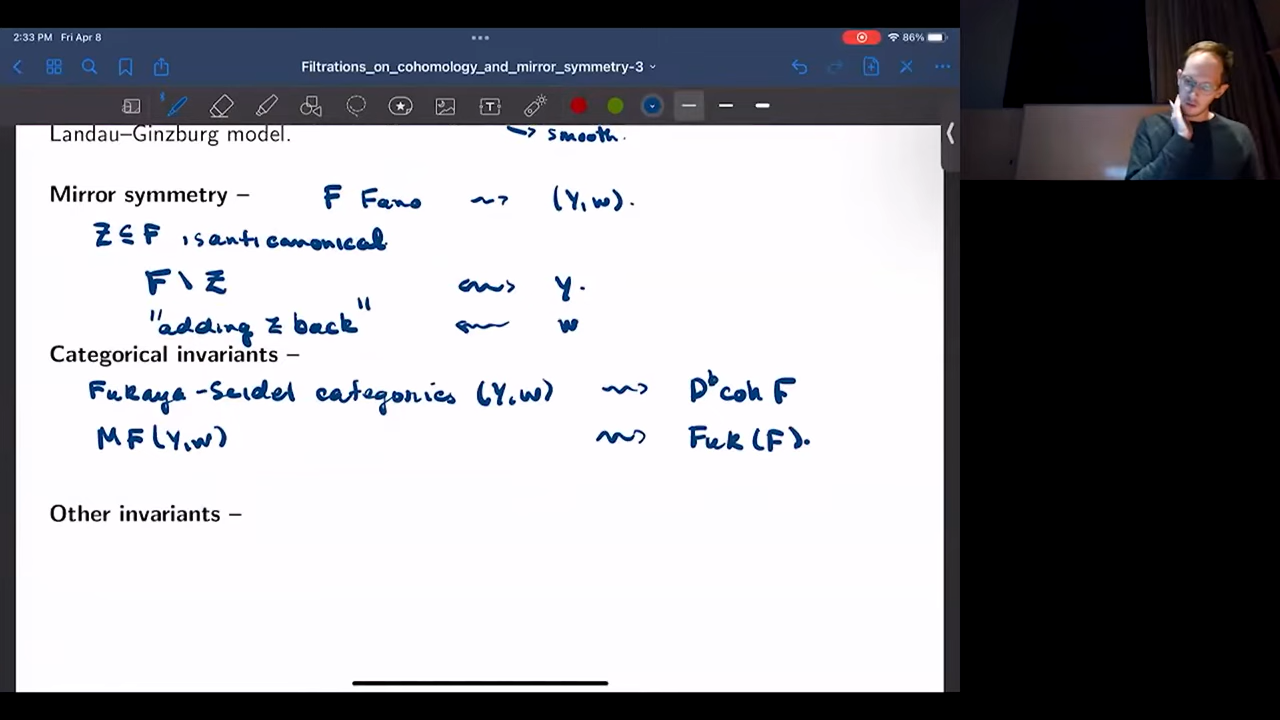 2:33 PM Fri Apr 8
86%
Filtrations_on_cohomology_and_mirror_symmetry-3
Landau–Ginzburg model. ↪ smooth.
Mirror symmetry – F Fano ⇝ (Y,w).
Z ⊆ F is anticanonical
F \ Z ⇝ Y.
"adding Z back" ⇜ w
Categorical invariants –
Fukaya-Seidel categories (Y,w) ⇝ D^b coh F
MF(Y,w) ⇝ Fuk(F).
Other invariants –